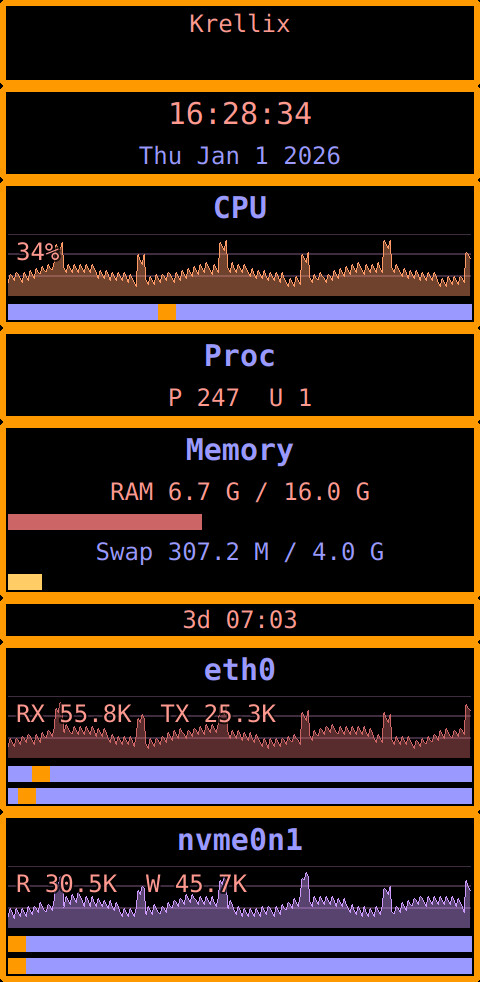 Krellix
16:28:34
Thu Jan 1 2026
CPU
34%
Proc
P 247  U 1
Memory
RAM 6.7 G / 16.0 G
Swap 307.2 M / 4.0 G
3d 07:03
eth0
RX 55.8K  TX 25.3K
nvme0n1
R 30.5K  W 45.7K